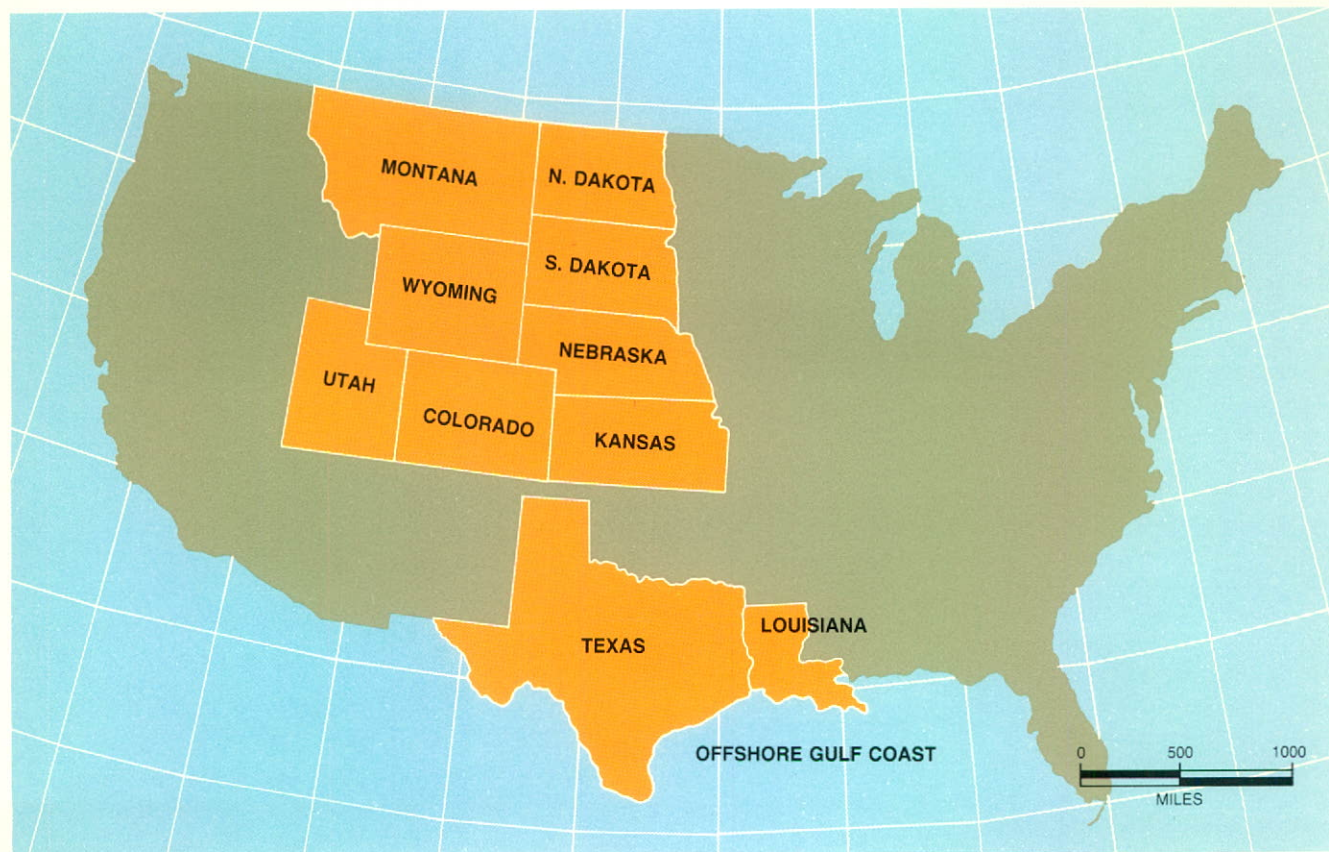 MONTANA
N. DAKOTA
S. DAKOTA
WYOMING
NEBRASKA
UTAH
COLORADO
KANSAS
LOUISIANA
TEXAS
OFFSHORE GULF COAST
0 500 1000
MILES